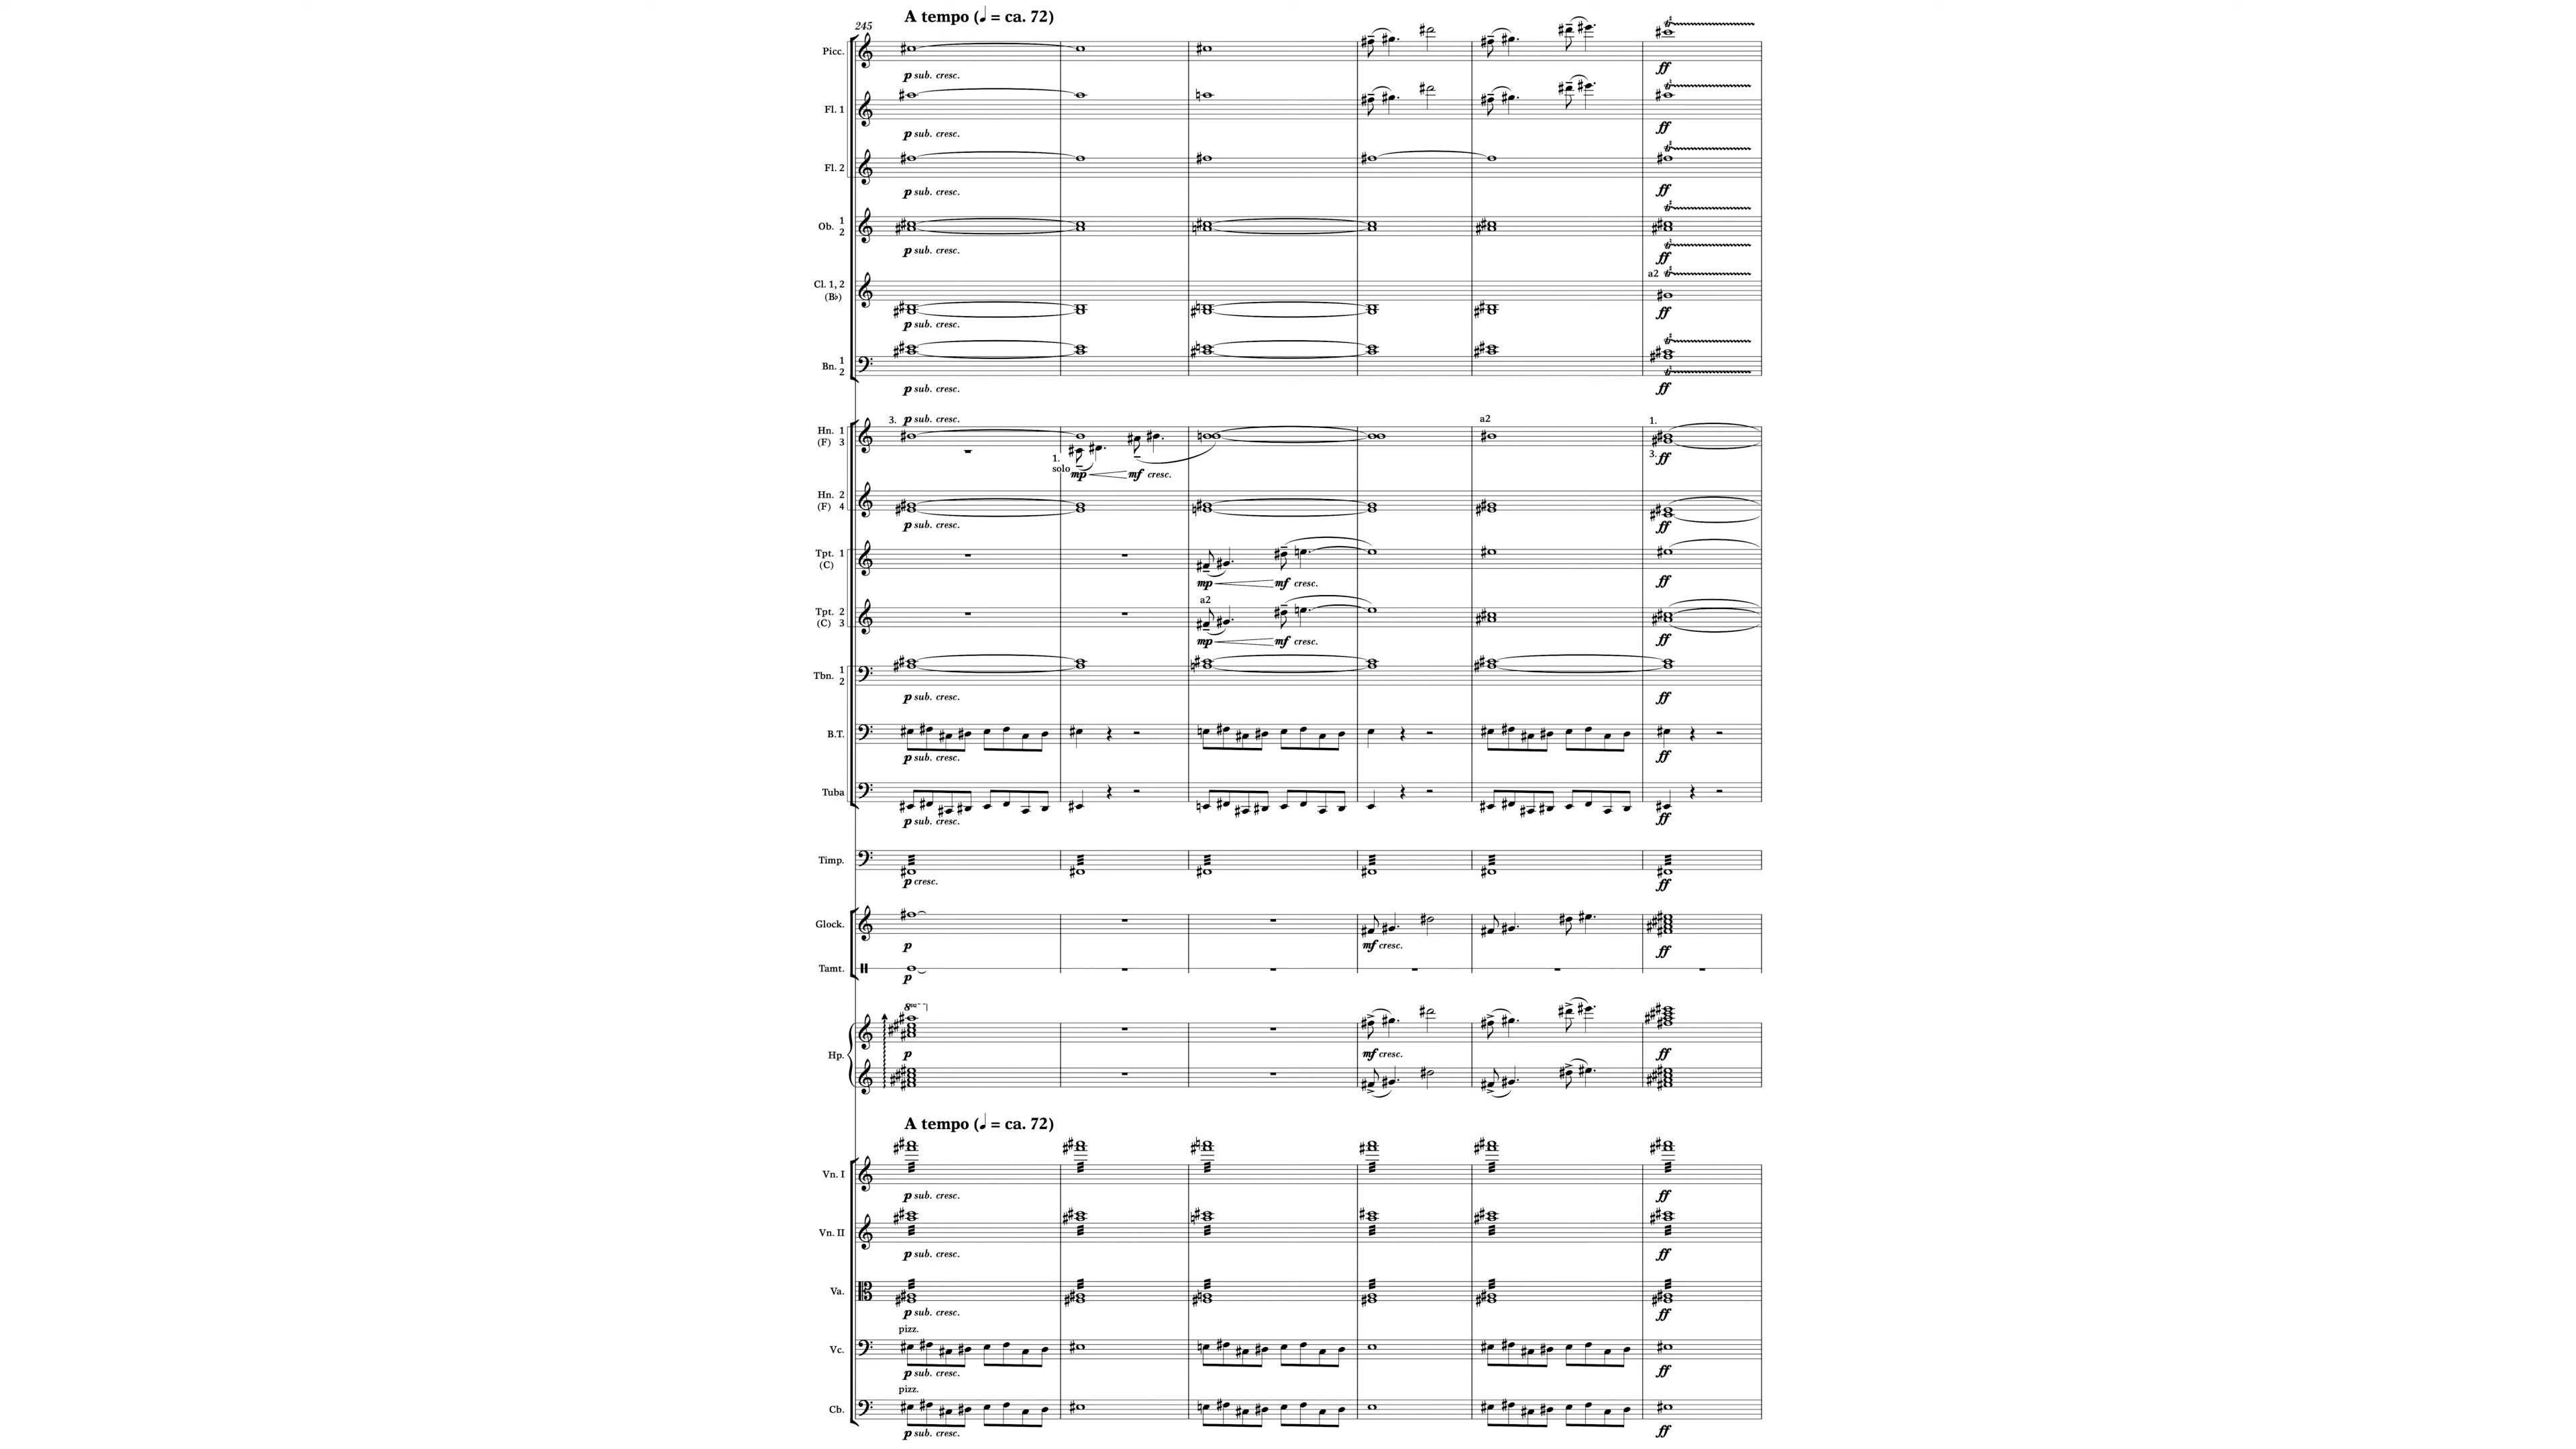 A tempo (♩ = ca. 72)
245
Picc.
p sub. cresc.
ff
Fl. 1
p sub. cresc.
ff
Fl. 2
p sub. cresc.
ff
Ob. 1
2
p sub. cresc.
ff
Cl. 1, 2
(B♭)
a2
p sub. cresc.
ff
Bn. 1
2
p sub. cresc.
ff
3. p sub. cresc.
a2
1.
Hn. 1
(F) 3
1.
solo
mp mf cresc.
3. ff
Hn. 2
(F) 4
p sub. cresc.
ff
Tpt. 1
(C)
mp mf cresc.
ff
a2
Tpt. 2
(C) 3
mp mf cresc.
ff
Tbn. 1
2
p sub. cresc.
ff
B.T.
p sub. cresc.
ff
Tuba
p sub. cresc.
ff
Timp.
p cresc.
ff
Glock.
p
mf cresc.
ff
Tamt.
p
8va
Hp.
p
mf cresc.
ff
A tempo (♩ = ca. 72)
Vn. I
p sub. cresc.
ff
Vn. II
p sub. cresc.
ff
Va.
p sub. cresc.
ff
pizz.
Vc.
p sub. cresc.
ff
pizz.
Cb.
p sub. cresc.
ff